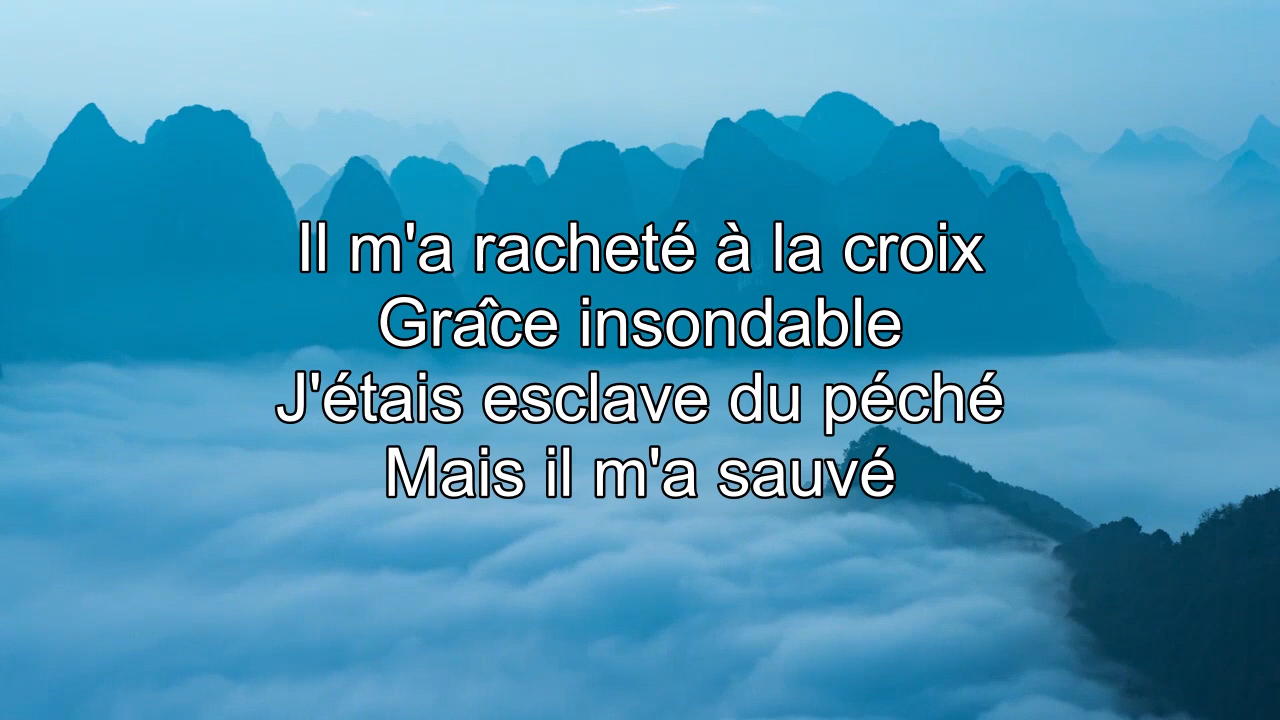 Il m'a racheté à la croix
Grâce insondable
J'étais esclave du péché
Mais il m'a sauvé